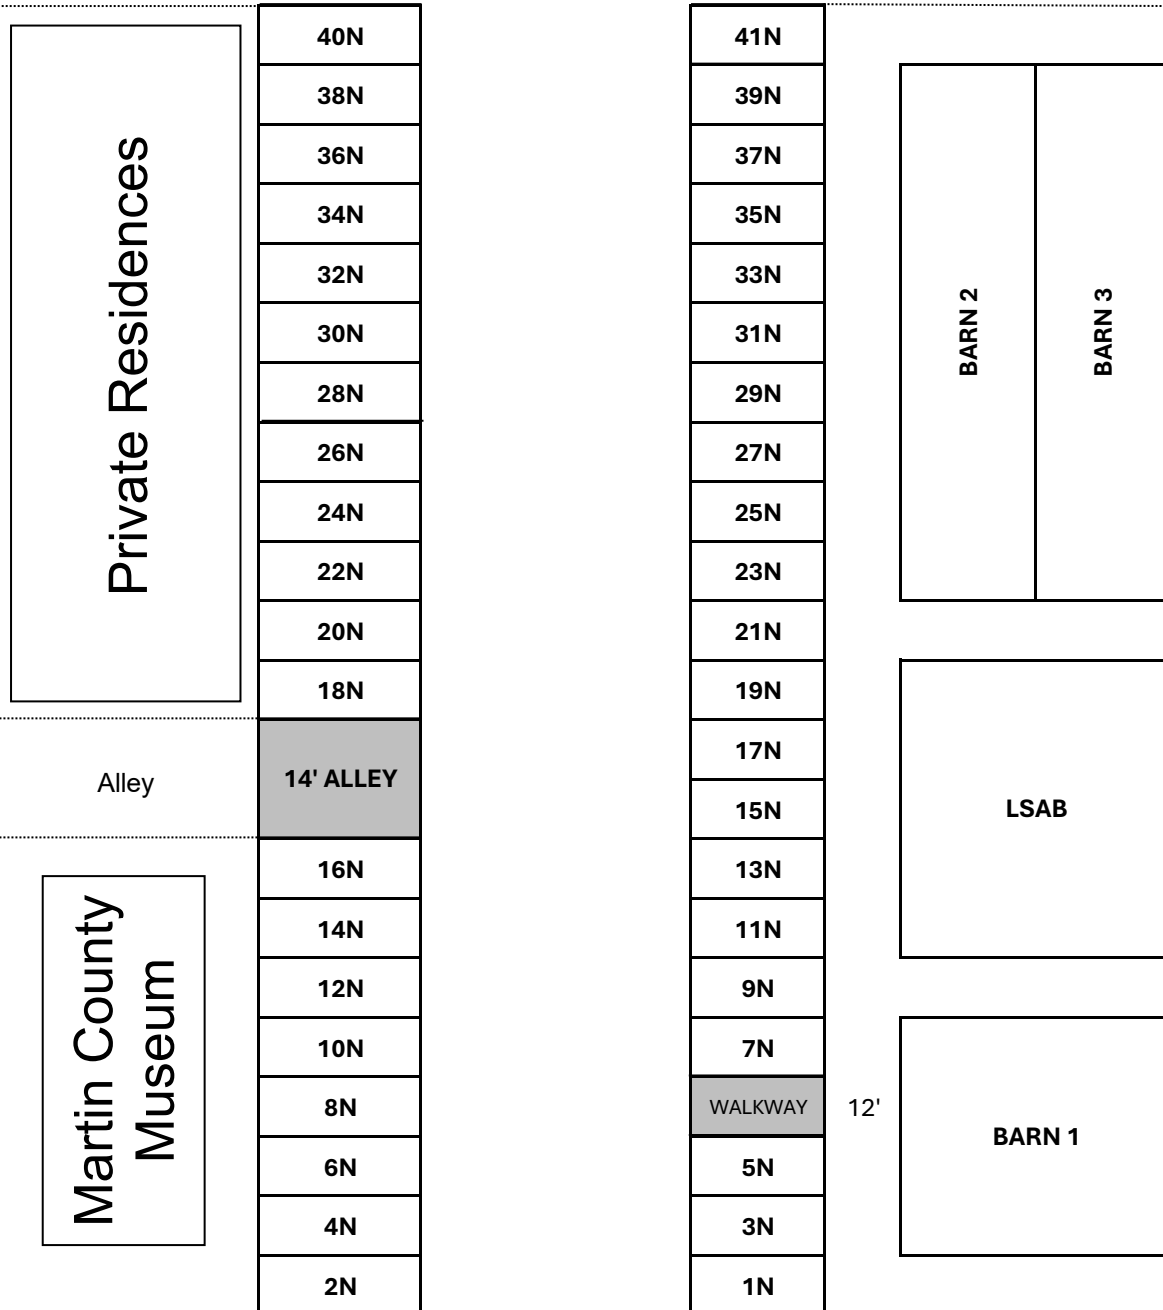 Private Residences
Alley
Martin County
Museum
40N
38N
36N
34N
32N
30N
28N
26N
24N
22N
20N
18N
14' ALLEY
16N
14N
12N
10N
8N
6N
4N
2N
41N
39N
37N
35N
33N
31N
29N
27N
25N
23N
21N
19N
17N
15N
13N
11N
9N
7N
WALKWAY
5N
3N
1N
12'
BARN 2
BARN 3
LSAB
BARN 1